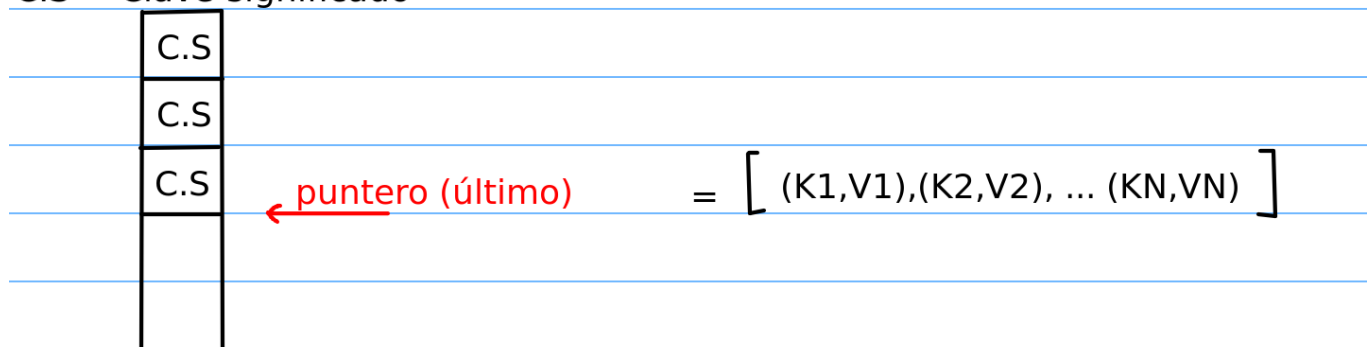 C.S
C.S
C.S
puntero (último)
= [ (K1,V1),(K2,V2), ... (KN,VN) ]